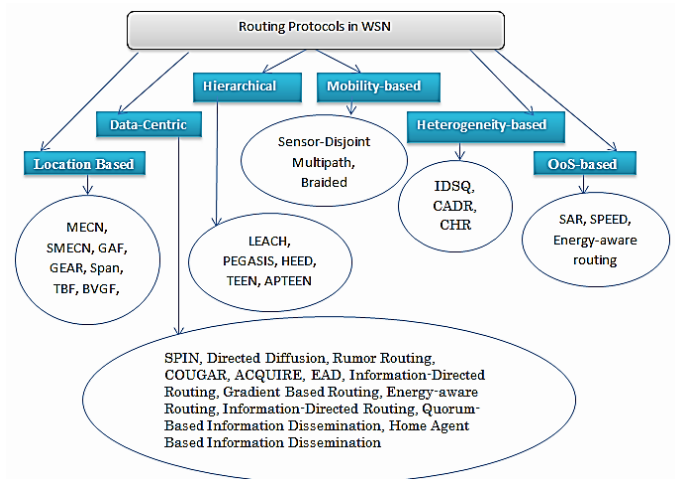 Routing Protocols in WSN
Hierarchical
Mobility-based
Data-Centric
Heterogeneity-based
Location Based
OoS-based
Sensor-Disjoint
Multipath,
Braided
IDSQ,
CADR,
CHR
MECN,
SMECN, GAF,
GEAR, Span,
TBF, BVGF,
LEACH,
PEGASIS, HEED,
TEEN, APTEEN
SAR, SPEED,
Energy-aware
routing
SPIN, Directed Diffusion, Rumor Routing,
COUGAR, ACQUIRE, EAD, Information-Directed
Routing, Gradient Based Routing, Energy-aware
Routing, Information-Directed Routing, Quorum-
Based Information Dissemination, Home Agent
Based Information Dissemination